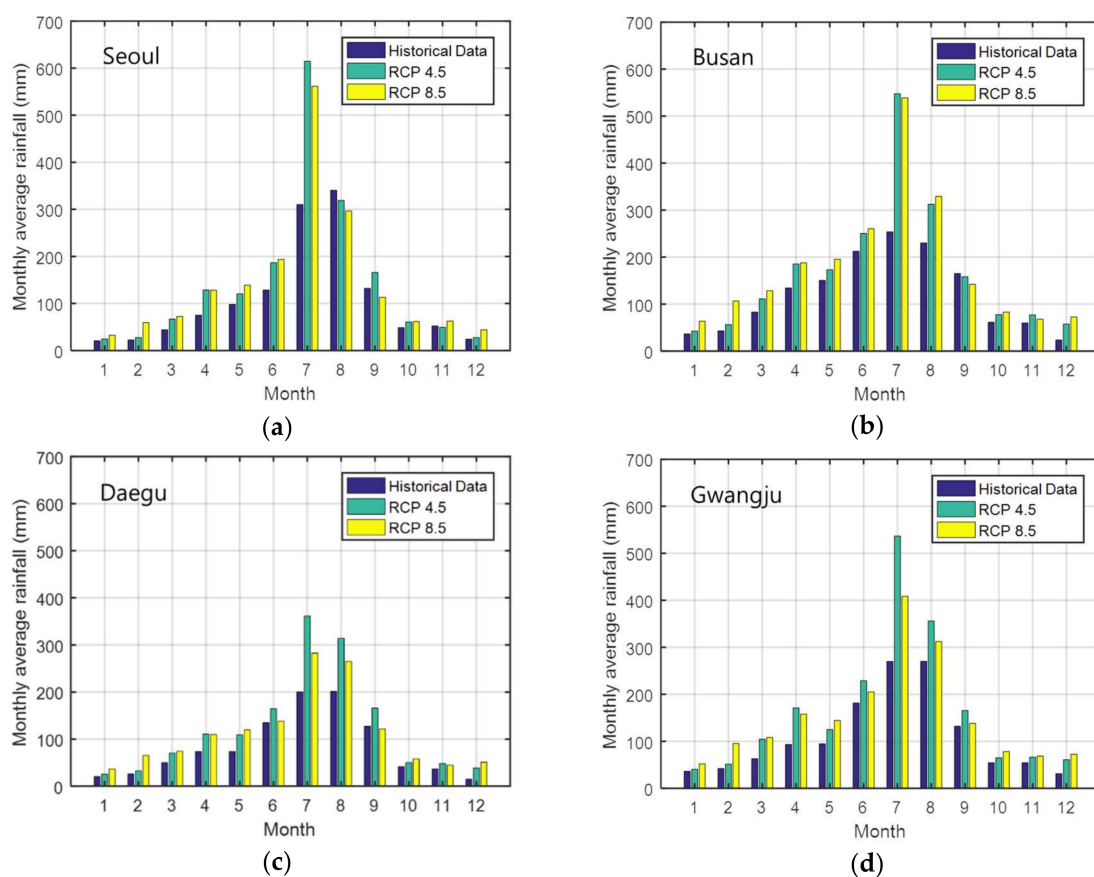 Seoul
Historical Data
RCP 4.5
RCP 8.5
Monthly average rainfall (mm)
700
600
500
400
300
200
100
0
1 2 3 4 5 6 7 8 9 10 11 12
Month
(a)
Busan
Historical Data
RCP 4.5
RCP 8.5
Monthly average rainfall (mm)
700
600
500
400
300
200
100
0
1 2 3 4 5 6 7 8 9 10 11 12
Month
(b)
Daegu
Historical Data
RCP 4.5
RCP 8.5
Monthly average rainfall (mm)
700
600
500
400
300
200
100
0
1 2 3 4 5 6 7 8 9 10 11 12
Month
(c)
Gwangju
Historical Data
RCP 4.5
RCP 8.5
Monthly average rainfall (mm)
700
600
500
400
300
200
100
0
1 2 3 4 5 6 7 8 9 10 11 12
Month
(d)